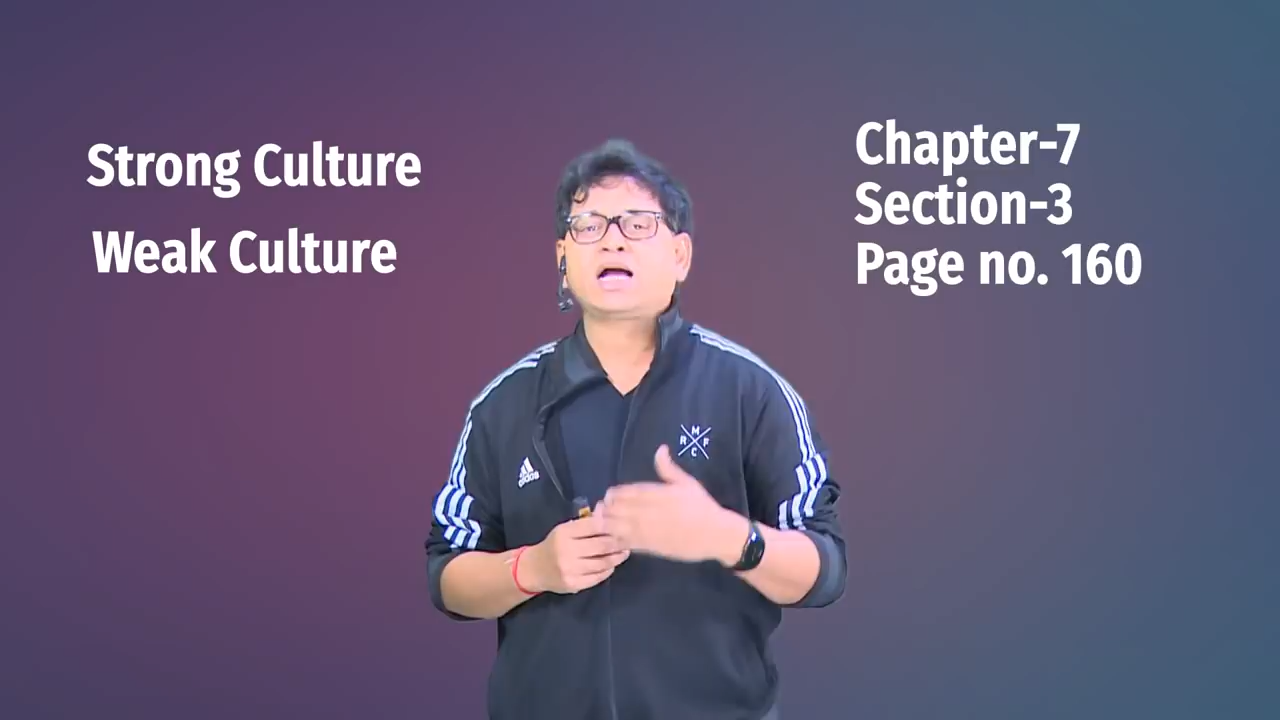 Strong Culture
Weak Culture
Chapter-7
Section-3
Page no. 160
adidas
M
R F
C